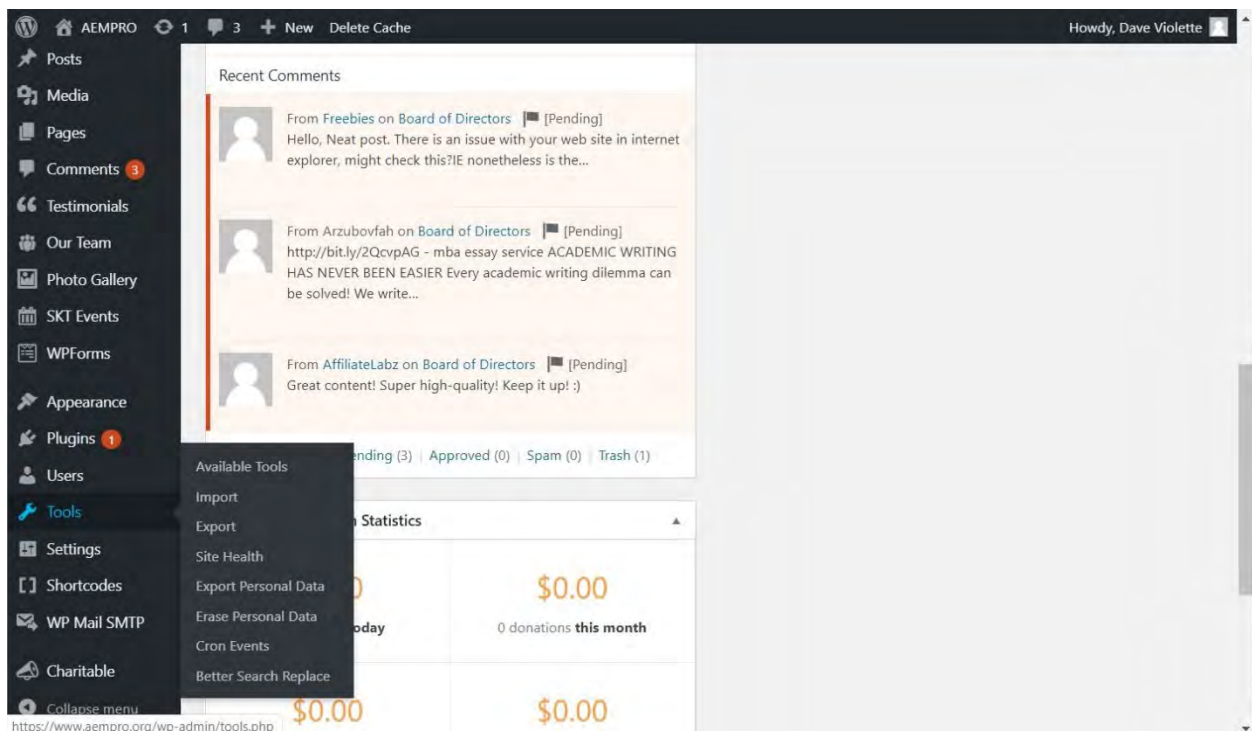 AEMPRO 1 3 + New Delete Cache Howdy, Dave Violette
Posts
Media
Pages
Comments 3
Testimonials
Our Team
Photo Gallery
SKT Events
WPForms
Appearance
Plugins 1
Users
Tools
Settings
Shortcodes
WP Mail SMTP
Charitable
Collapse menu
https://www.aempro.org/wp-admin/tools.php
Available Tools
Import
Export
Site Health
Export Personal Data
Erase Personal Data
Cron Events
Better Search Replace
Recent Comments
From Freebies on Board of Directors [Pending]
Hello, Neat post. There is an issue with your web site in internet
explorer, might check this?IE nonetheless is the...
From Arzubovfah on Board of Directors [Pending]
http://bit.ly/2QcvpAG - mba essay service ACADEMIC WRITING
HAS NEVER BEEN EASIER Every academic writing dilemma can
be solved! We write...
From AffiliateLabz on Board of Directors [Pending]
Great content! Super high-quality! Keep it up! :)
ending (3) | Approved (0) | Spam (0) | Trash (1)
Statistics
$0.00
oday 0 donations this month
$0.00 $0.00